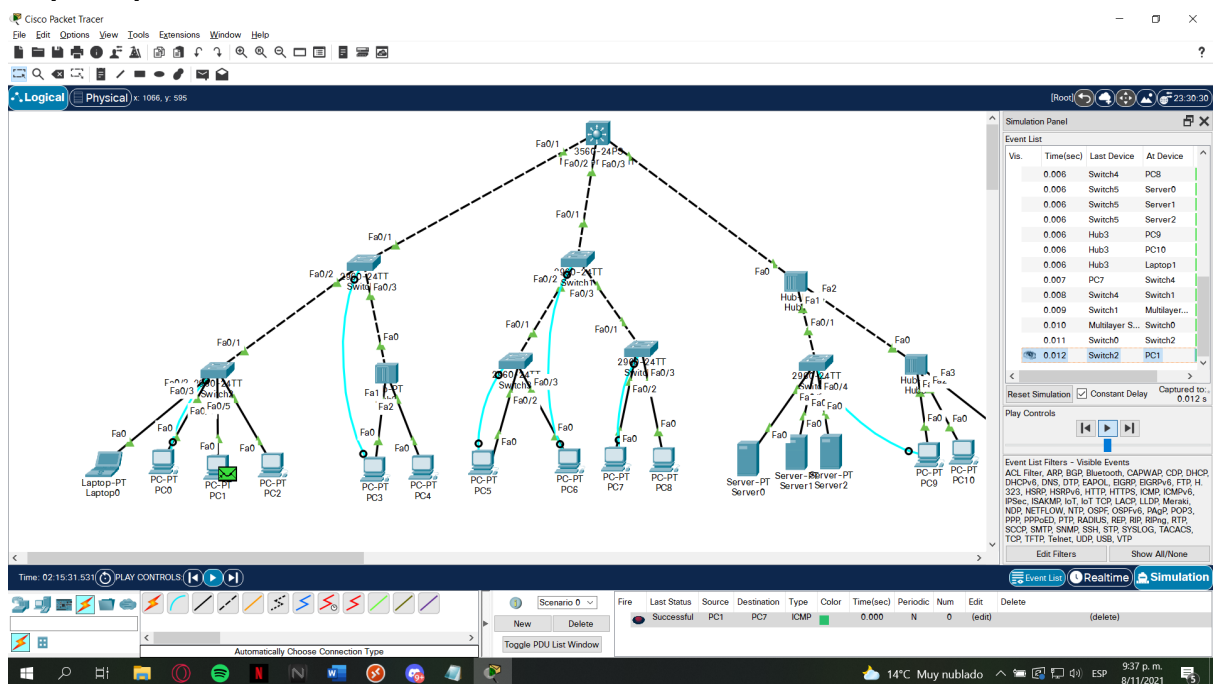 Cisco Packet Tracer
File Edit Options View Tools Extensions Window Help
?
Logical Physical x: 1066, y: 595
[Root] 23:30:30
Simulation Panel
Event List
Vis. Time(sec) Last Device At Device
0.006 Switch4 PC8
0.006 Switch5 Server0
0.006 Switch5 Server1
0.006 Switch5 Server2
0.006 Hub3 PC9
0.006 Hub3 PC10
0.006 Hub3 Laptop1
0.007 PC7 Switch4
0.008 Switch4 Switch1
0.009 Switch1 Multilayer...
0.010 Multilayer S... Switch0
0.011 Switch0 Switch2
0.012 Switch2 PC1
Reset Simulation Constant Delay Captured to:
0.012 s
Play Controls
Event List Filters - Visible Events
ACL Filter, ARP, BGP, Bluetooth, CAPWAP, CDP, DHCP,
DHCPv6, DNS, DTP, EAPOL, EIGRP, EIGRPv6, FTP, H.
323, HSRP, HSRPv6, HTTP, HTTPS, ICMP, ICMPv6,
IPSec, ISAKMP, IoT, IoT TCP, LACP, LLDP, Meraki,
NDP, NETFLOW, NTP, OSPF, OSPFv6, PAgP, POP3,
PPP, PPPoED, PTP, RADIUS, REP, RIP, RIPng, RTP,
SCCP, SMTP, SNMP, SSH, STP, SYSLOG, TACACS,
TCP, TFTP, Telnet, UDP, USB, VTP
Edit Filters Show All/None
Fa0/1
3560-24PS
Fa0/2 Fa0/3
Fa0/1
Fa0/1
Fa0/2 2960-24TT
Fa0/3
Fa0/2
Switch1
Fa0/3
Fa0
Fa2
Fa1
Fa0/1
Fa0/1
Fa0
Fa0/1
Fa0/1
Fa0
Fa0/3
Fa0/5
Fa1
Fa2
Fa0/3
Fa0/2
Fa0/3
Fa0/2
Fa0/4
Fa3
Fa0 Fa0 Fa0 Fa0
Fa0 Fa0
Fa0 Fa0
Fa0 Fa0
Fa0
Fa0 Fa0
Laptop-PT
Laptop0
PC-PT
PC0
PC-PT
PC1
PC-PT
PC2
PC-PT
PC3
PC-PT
PC4
PC-PT
PC5
PC-PT
PC6
PC-PT
PC7
PC-PT
PC8
Server-PT
Server0
Server1
Server-PT
Server2
PC-PT
PC9
PC-PT
PC10
Time: 02:15:31.531 PLAY CONTROLS:
Event List Realtime Simulation
Scenario 0
New Delete
Toggle PDU List Window
Fire Last Status Source Destination Type Color Time(sec) Periodic Num Edit Delete
Successful PC1 PC7 ICMP 0.000 N 0 (edit) (delete)
Automatically Choose Connection Type
14°C Muy nublado ESP 9:37 p. m.
8/11/2021
5